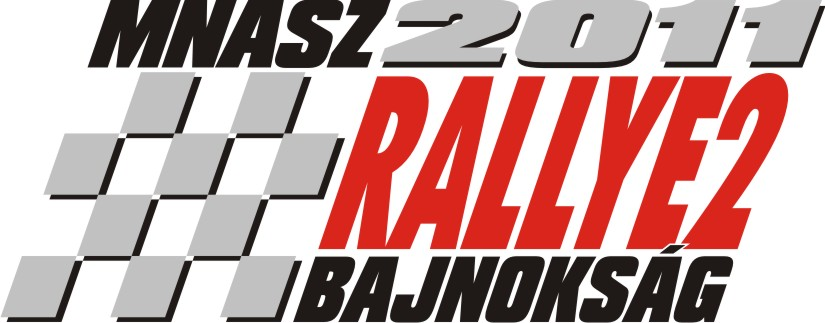 MNASZ 2011
RALLYE2
BAJNOKSÁG